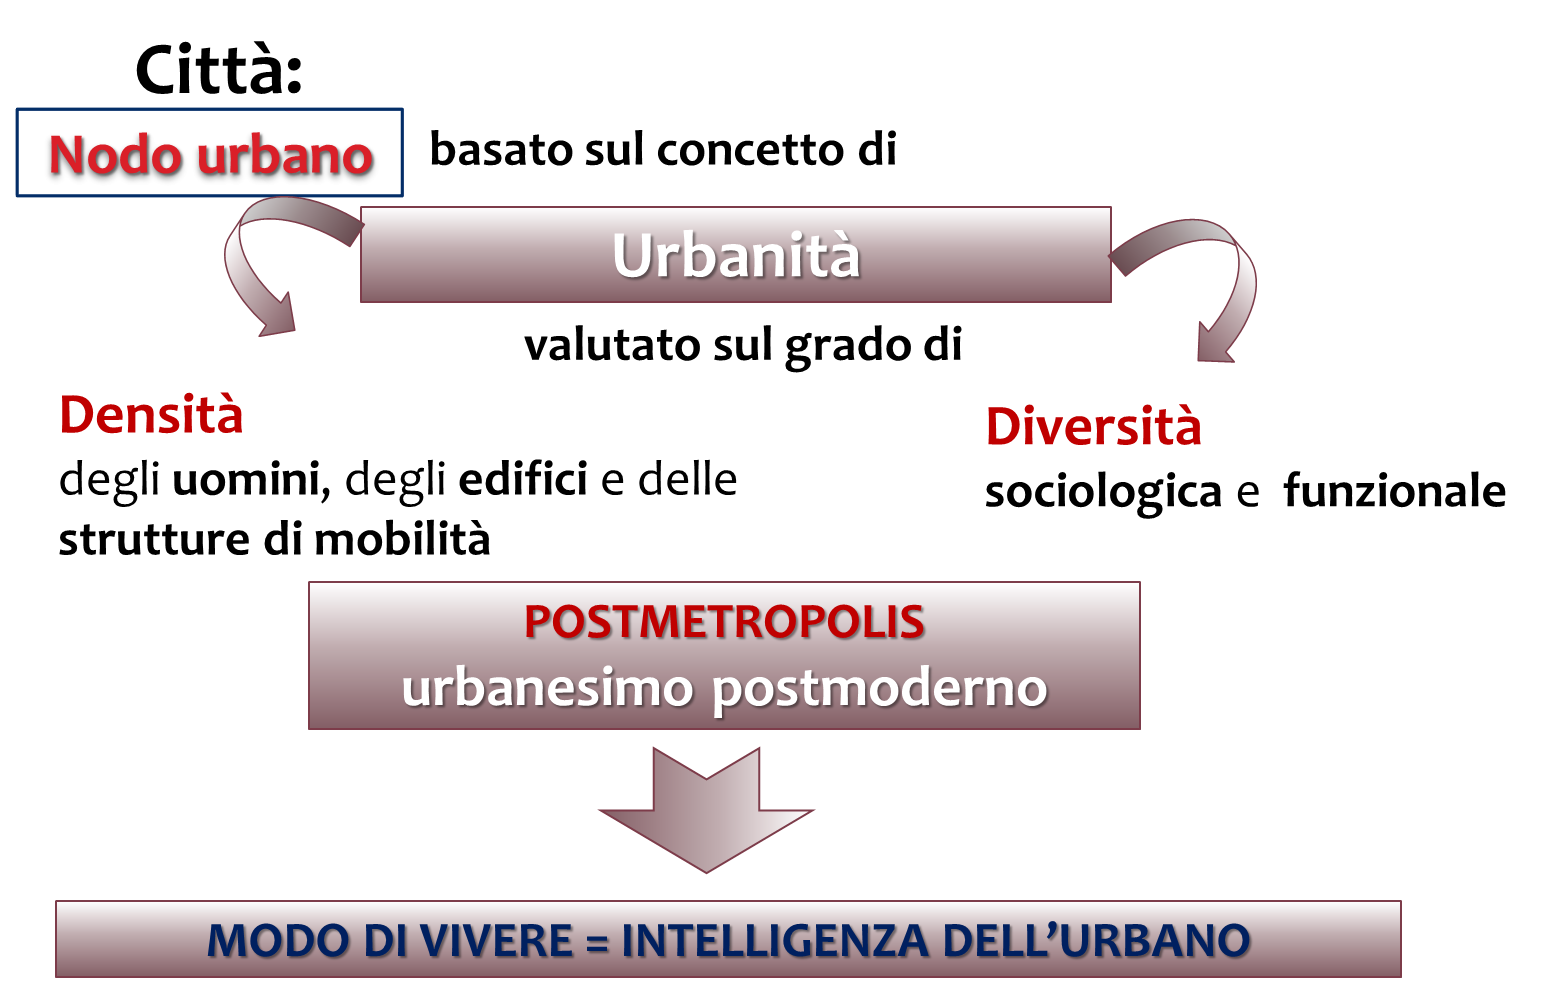 Città:
Nodo urbano
basato sul concetto di
Urbanità
valutato sul grado di
Densità
degli uomini, degli edifici e delle
strutture di mobilità
Diversità
sociologica e funzionale
POSTMETROPOLIS
urbanesimo postmoderno
MODO DI VIVERE = INTELLIGENZA DELL’URBANO